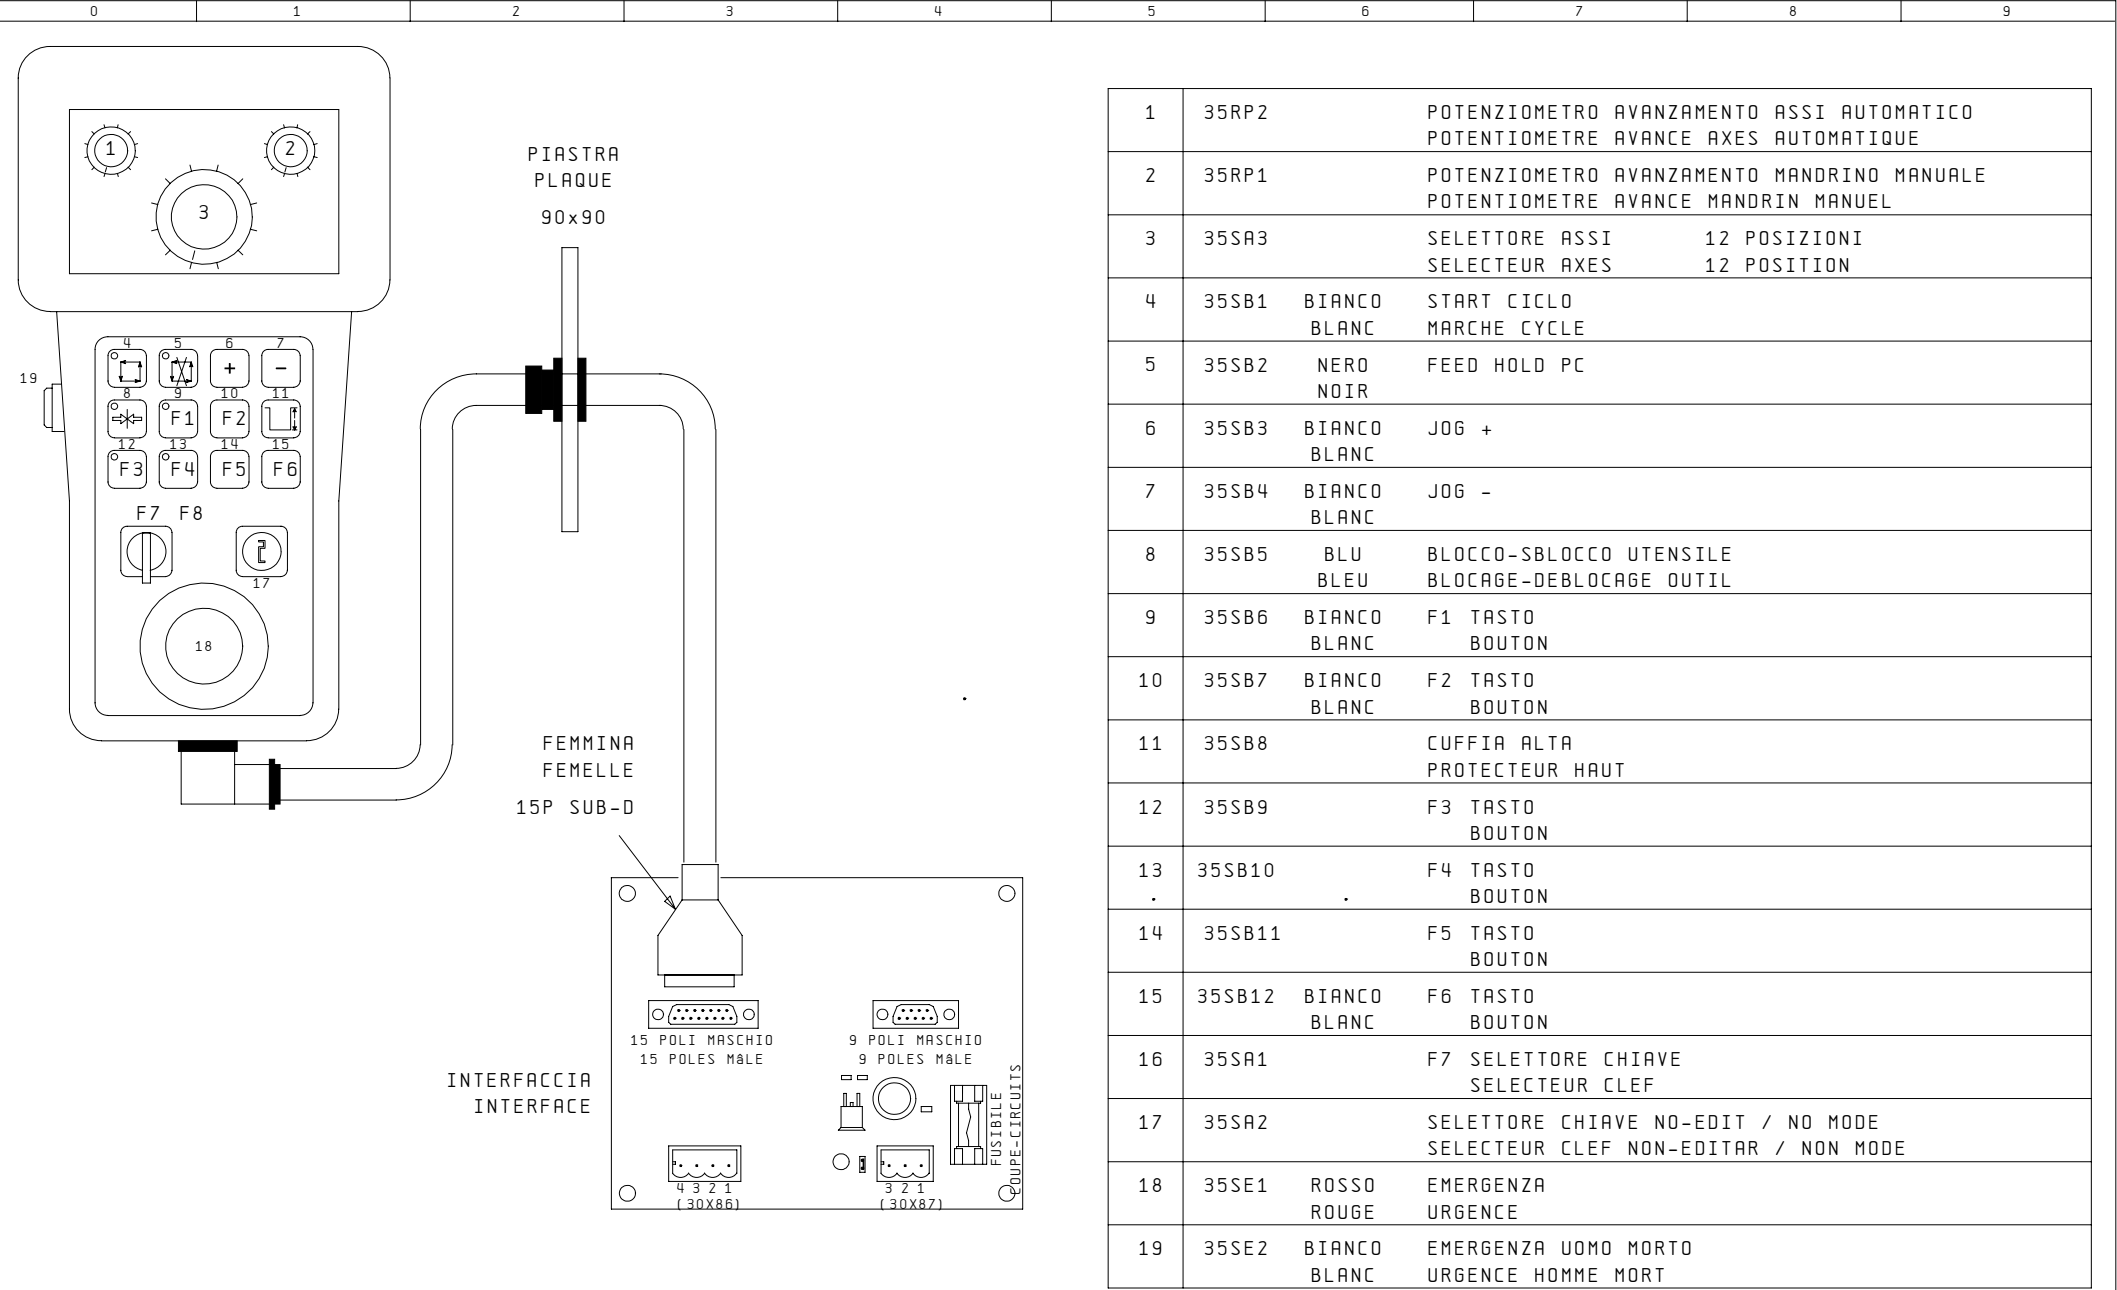 0 1 2 3 4 5 6 7 8 9
1 2
3
4 5 6 7
+ -
19
8 9 10 11
F1 F2
12 13 14 15
F3 F4 F5 F6
F7 F8
17
18
PIASTRA
PLAQUE
90x90
FEMMINA
FEMELLE
15P SUB-D
15 POLI MASCHIO
15 POLES MâLE
9 POLI MASCHIO
9 POLES MâLE
INTERFACCIA
INTERFACE
FUSIBILE
COUPE-CIRCUITS
4 3 2 1
(30X86)
3 2 1
(30X87)
1 35RP2 POTENZIOMETRO AVANZAMENTO ASSI AUTOMATICO
POTENTIOMETRE AVANCE AXES AUTOMATIQUE
2 35RP1 POTENZIOMETRO AVANZAMENTO MANDRINO MANUALE
POTENTIOMETRE AVANCE MANDRIN MANUEL
3 35SA3 SELETTORE ASSI 12 POSIZIONI
SELECTEUR AXES 12 POSITION
4 35SB1 BIANCO START CICLO
BLANC MARCHE CYCLE
5 35SB2 NERO FEED HOLD PC
NOIR
6 35SB3 BIANCO JOG +
BLANC
7 35SB4 BIANCO JOG -
BLANC
8 35SB5 BLU BLOCCO-SBLOCCO UTENSILE
BLEU BLOCAGE-DEBLOCAGE OUTIL
9 35SB6 BIANCO F1 TASTO
BLANC BOUTON
10 35SB7 BIANCO F2 TASTO
BLANC BOUTON
11 35SB8 CUFFIA ALTA
PROTECTEUR HAUT
12 35SB9 F3 TASTO
BOUTON
13 35SB10 F4 TASTO
BOUTON
14 35SB11 F5 TASTO
BOUTON
15 35SB12 BIANCO F6 TASTO
BLANC BOUTON
16 35SA1 F7 SELETTORE CHIAVE
SELECTEUR CLEF
17 35SA2 SELETTORE CHIAVE NO-EDIT / NO MODE
SELECTEUR CLEF NON-EDITAR / NON MODE
18 35SE1 ROSSO EMERGENZA
ROUGE URGENCE
19 35SE2 BIANCO EMERGENZA UOMO MORTO
BLANC URGENCE HOMME MORT